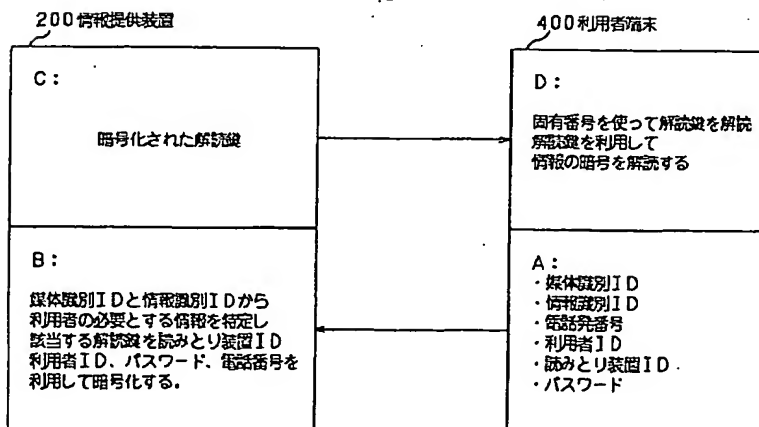 200情報提供装置
400利用者端末
C:
暗号化された解読鍵
D:
固有番号を使って解読鍵を解読
解読鍵を利用して
情報の暗号を解読する
B:
媒体識別IDと情報識別IDから
利用者の必要とする情報を特定し
該当する解読鍵を読みとり装置ID
利用者ID、パスワード、電話番号を
利用して暗号化する.
A:
・媒体識別ID
・情報識別ID
・電話発番号
・利用者ID
・読みとり装置ID
・パスワード